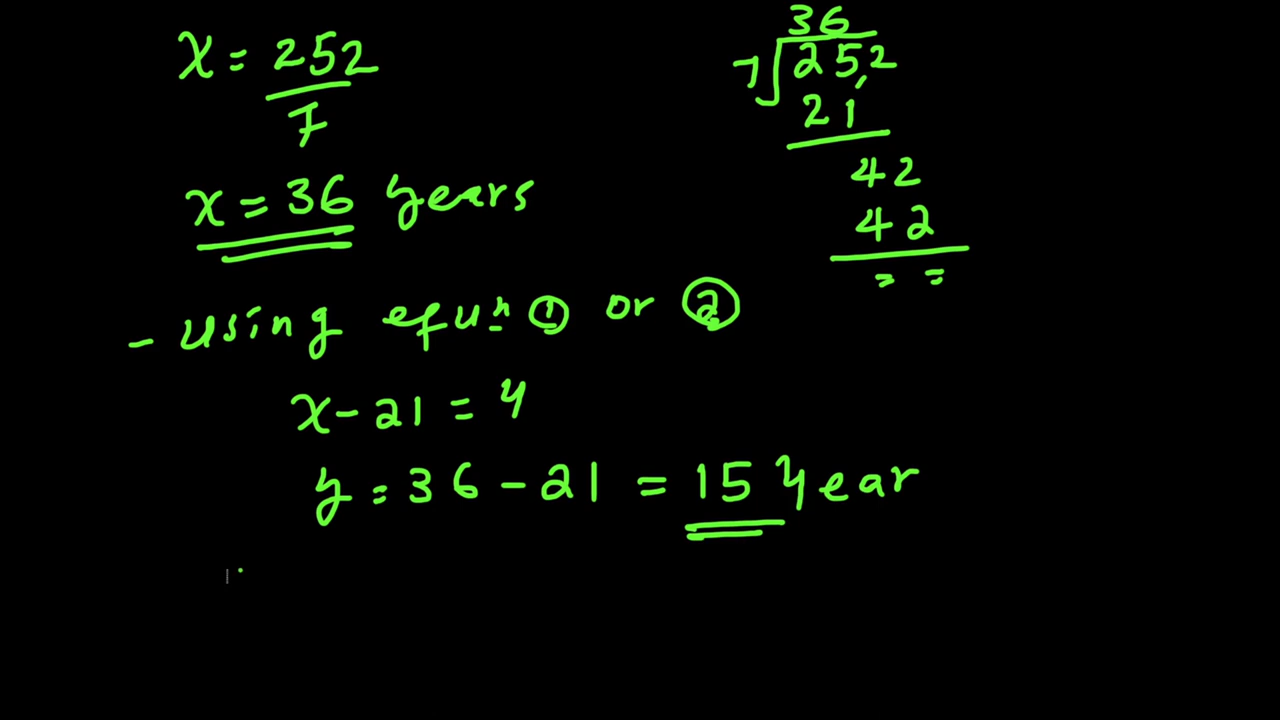 x = 252
7
x = 36 years
- using equn ① or ②
x - 21 = y
y = 36 - 21 = 15 year
36
7 252
21
42
42
= =